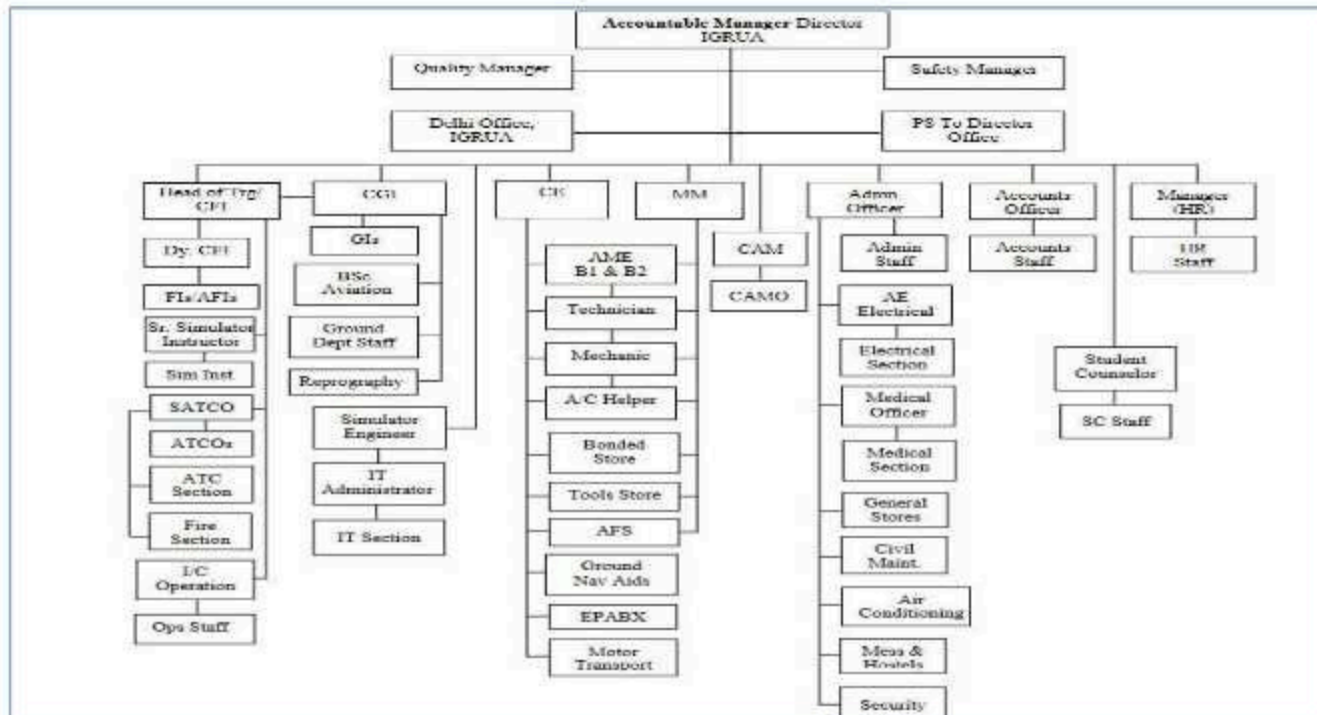 Accountable Manager Director
IGRUA
Quality Manager
Safety Manager
Delhi Office,
IGRUA
PS To Director
Office
Head of Trg/
CFI
CGI
CE
MM
Admn
Officer
Accounts
Officer
Manager
(HR)
Dy. CFI
GIs
CAM
Admin
Staff
Accounts
Staff
HR
Staff
AME
B1 & B2
FIs/AFIs
BSc
Aviation
CAMO
AE
Electrical
Technician
Sr. Simulator
Instructor
Ground
Dept Staff
Mechanic
Electrical
Section
Student
Counselor
Sim Inst.
Reprography
A/C Helper
Medical
Officer
SATCO
Simulator
Engineer
SC Staff
ATCOs
Bonded
Store
Medical
Section
ATC
Section
IT
Administrator
Tools Store
General
Stores
Fire
Section
IT Section
AFS
Civil
Maint.
I/C
Operation
Ground
Nav Aids
Air
Conditioning
Ops Staff
EPABX
Mess &
Hostels
Motor
Transport
Security